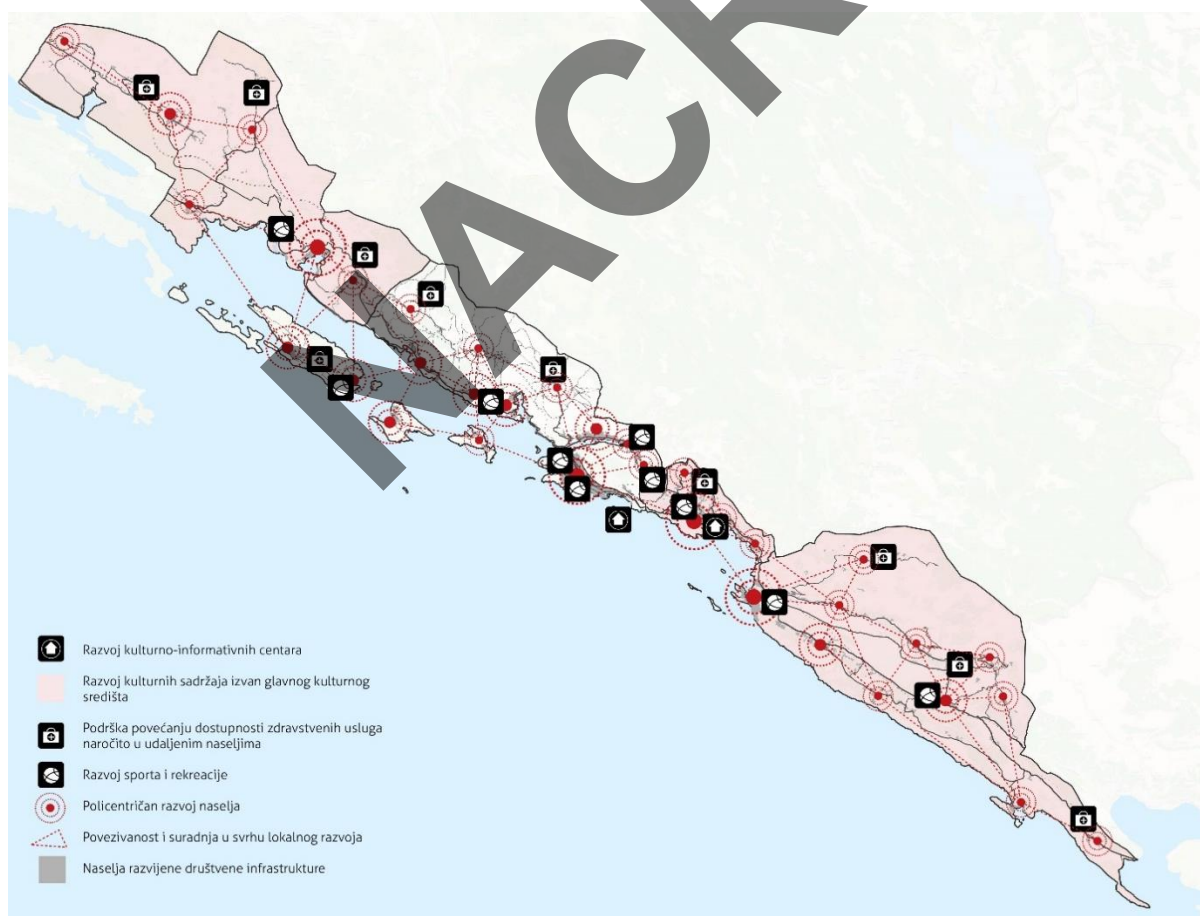 NACR
Razvoj kulturno-informativnih centara
Razvoj kulturnih sadržaja izvan glavnog kulturnog
središta
Podrška povećanju dostupnosti zdravstvenih usluga
naročito u udaljenim naseljima
Razvoj sporta i rekreacije
Policentričan razvoj naselja
Povezivanost i suradnja u svrhu lokalnog razvoja
Naselja razvijene društvene infrastrukture